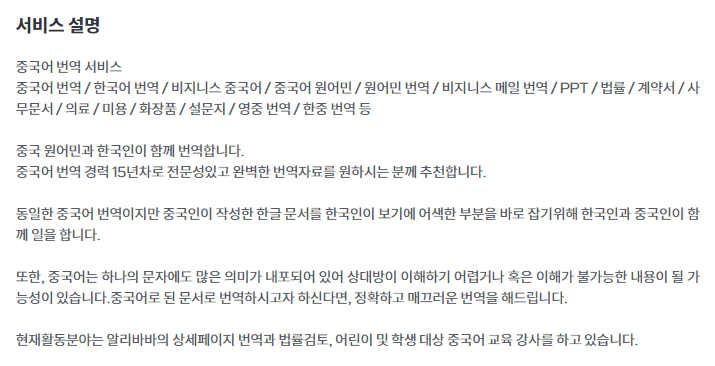 서비스 설명
중국어 번역 서비스
중국어 번역 / 한국어 번역 / 비지니스 중국어 / 중국어 원어민 / 원어민 번역 / 비지니스 메일 번역 / PPT / 법률 / 계약서 / 사
무문서 / 의료 / 미용 / 화장품 / 설문지 / 영중 번역 / 한중 번역 등
중국 원어민과 한국인이 함께 번역합니다.
중국어 번역 경력 15년차로 전문성있고 완벽한 번역자료를 원하시는 분께 추천합니다.
동일한 중국어 번역이지만 중국인이 작성한 한글 문서를 한국인이 보기에 어색한 부분을 바로 잡기위해 한국인과 중국인이 함
께 일을 합니다.
또한, 중국어는 하나의 문자에도 많은 의미가 내포되어 있어 상대방이 이해하기 어렵거나 혹은 이해가 불가능한 내용이 될 가
능성이 있습니다.중국어로 된 문서로 번역하시고자 하신다면, 정확하고 매끄러운 번역을 해드립니다.
현재활동분야는 알리바바의 상세페이지 번역과 법률검토, 어린이 및 학생 대상 중국어 교육 강사를 하고 있습니다.